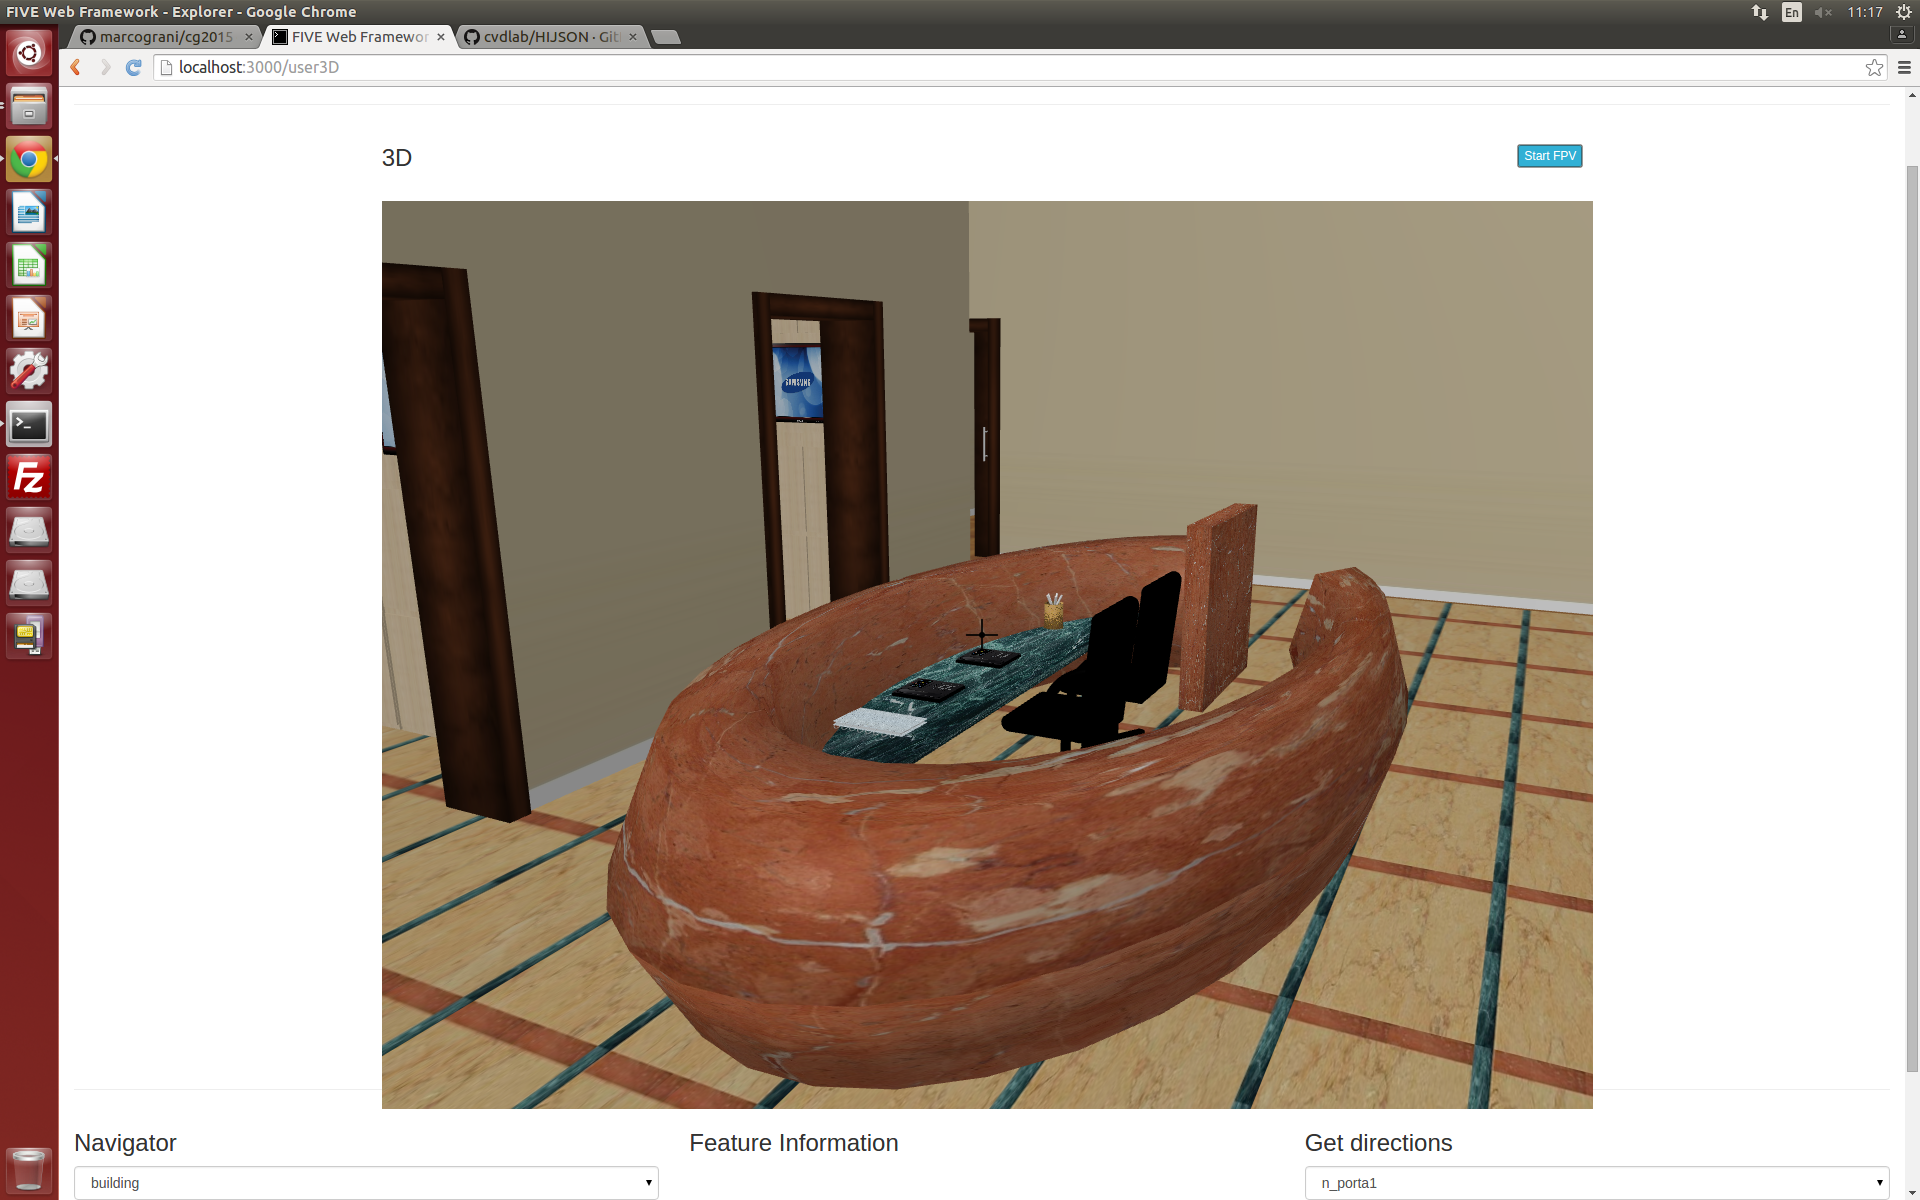 FIVE Web Framework - Explorer - Google Chrome
En
11:17
marcograni/cg2015
FIVE Web Framewor
cvdlab/HIJSON · Git
localhost:3000/user3D
3D
Start FPV
SAMSUNG
Navigator
Feature Information
Get directions
building
n_porta1